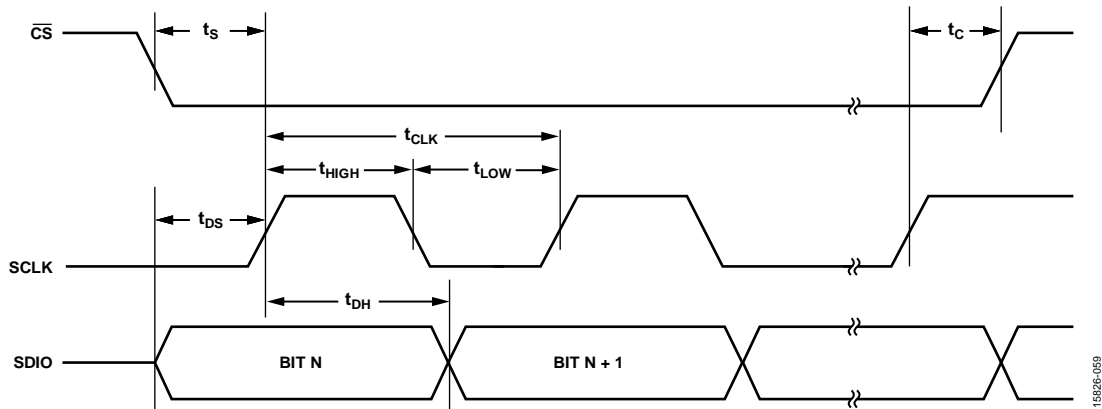 CS
tS
tC
tCLK
tHIGH
tLOW
tDS
SCLK
tDH
SDIO
BIT N
BIT N + 1
15826-059